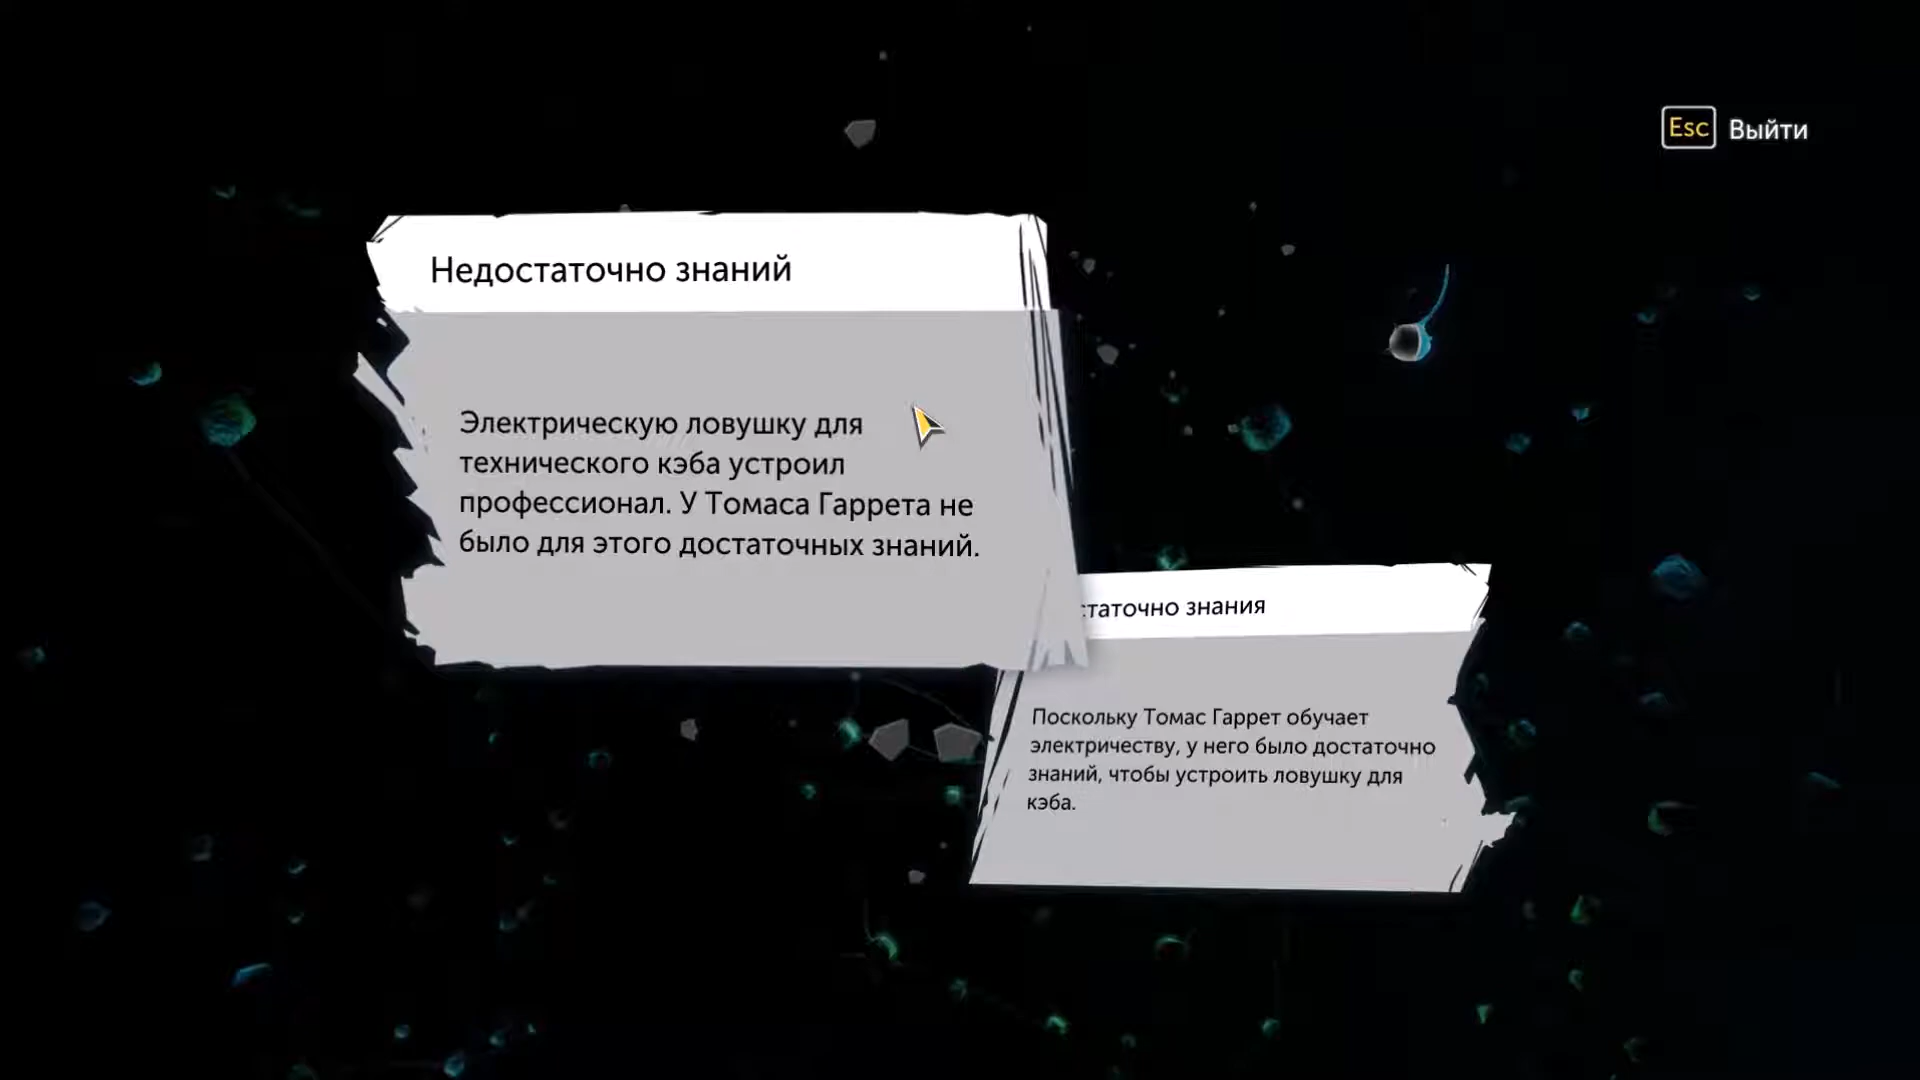 Esc Выйти
Недостаточно знаний
Электрическую ловушку для
технического кэба устроил
профессионал. У Томаса Гаррета не
было для этого достаточных знаний.
знания
Поскольку Томас Гаррет обучает
электричеству, у него было достаточно
знаний, чтобы устроить ловушку для
кэба.